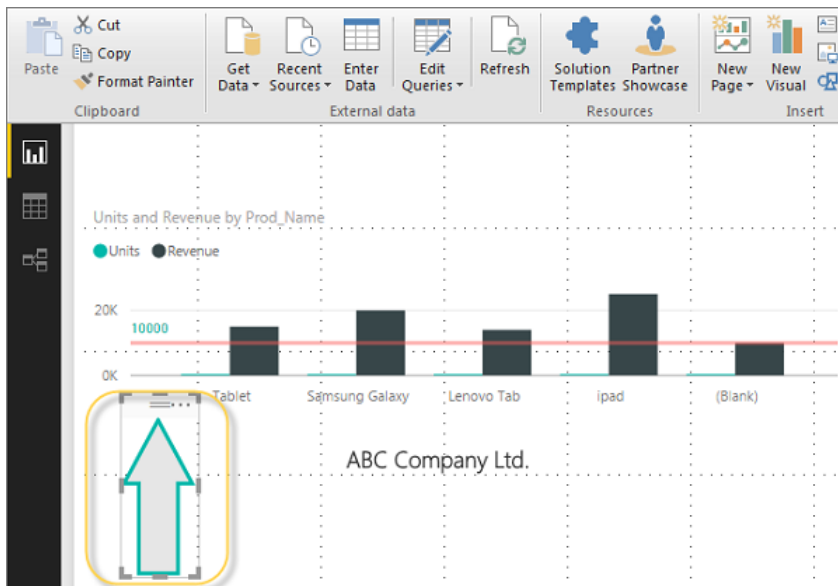 Cut
Copy
Format Painter
Paste
Clipboard
Get Data
Recent Sources
Enter Data
Edit Queries
Refresh
External data
Solution Templates
Partner Showcase
Resources
New Page
New Visual
Insert
Units and Revenue by Prod_Name
Units Revenue
20K
10000
0K
Tablet Samsung Galaxy Lenovo Tab ipad (Blank)
ABC Company Ltd.